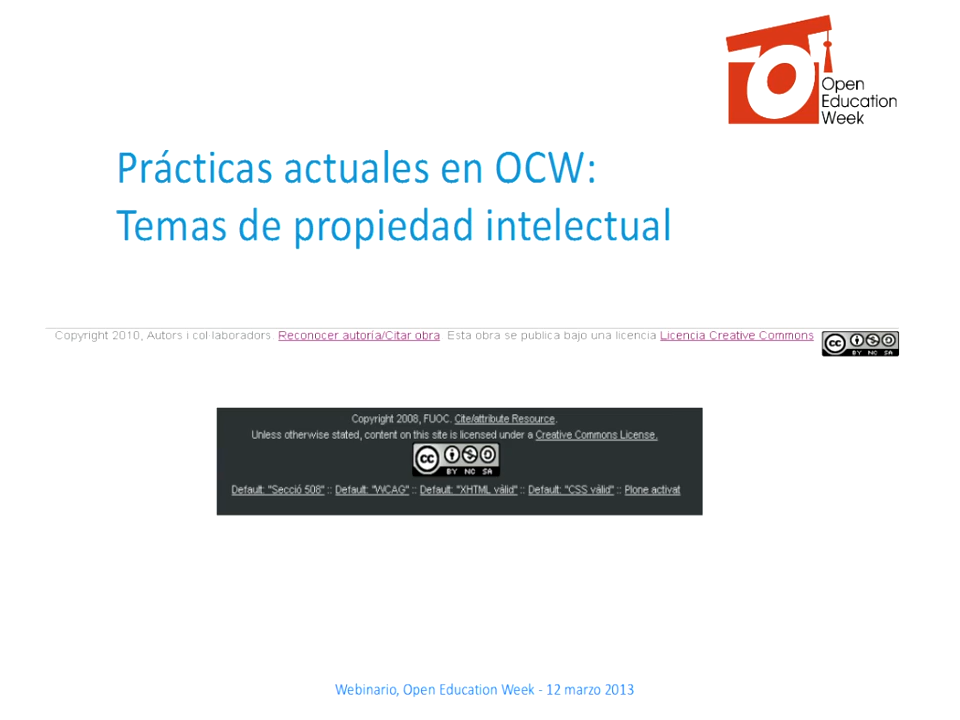 Open
Education
Week
Prácticas actuales en OCW:
Temas de propiedad intelectual
Copyright 2010, Autors i col·laboradors Reconocer autoría/Citar obra Esta obra se publica bajo una licencia Licencia Creative Commons
cc
BY NC SA
Copyright 2008, FUOC. Cite/attribute Resource.
Unless otherwise stated, content on this site is licensed under a Creative Commons License.
cc
BY NC SA
Default: "Secció 508" :: Default: "WCAG" :: Default: "XHTML vàlid" :: Default: "CSS vàlid" :: Plone activat
Webinario, Open Education Week - 12 marzo 2013